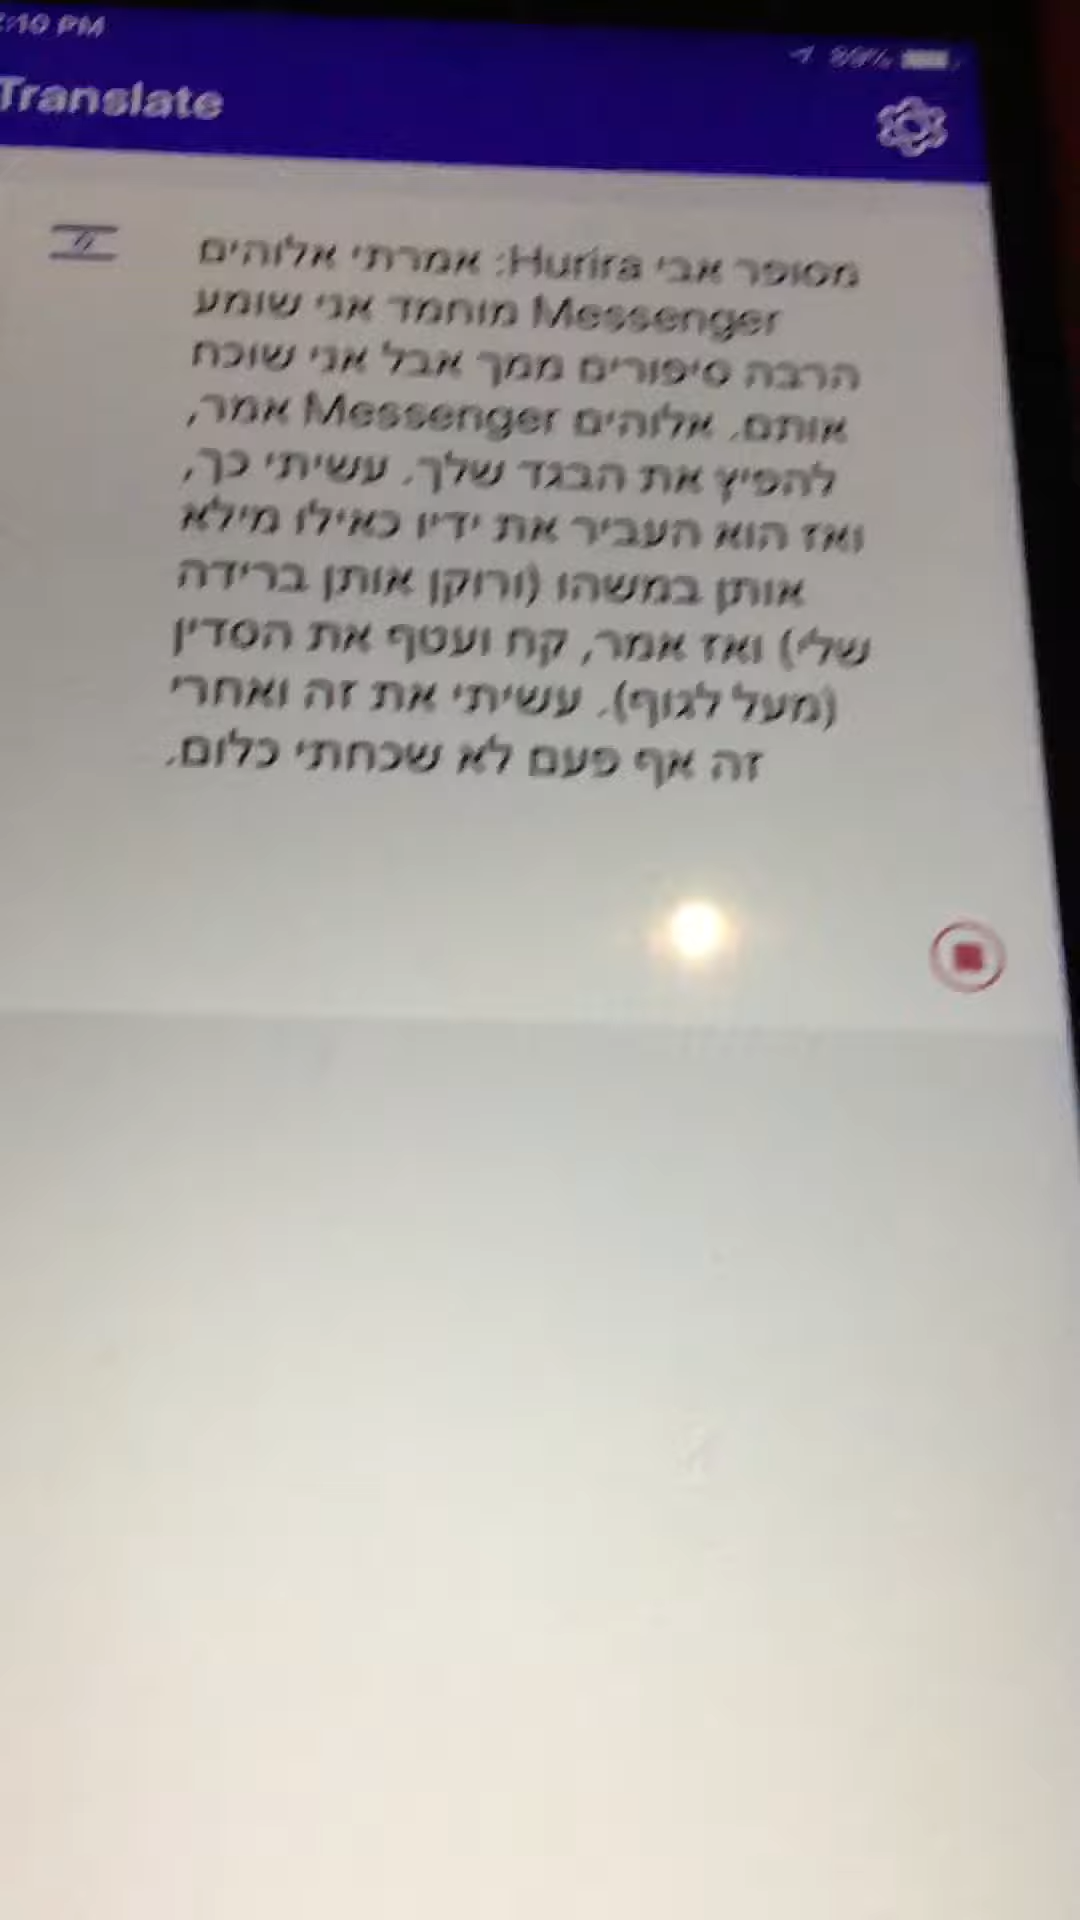 :10 PM
89%
Translate
מסופר אבי Hurira: אמרתי אלוהים
Messenger מוחמד אני שומע
הרבה סיפורים ממך אבל אני שוכח
אותם. אלוהים Messenger אמר,
להפיץ את הבגד שלך. עשיתי כך,
ואז הוא העביר את ידיו כאילו מילא
אותן במשהו (ורוקן אותן ברידה
שלי) ואז אמר, קח ועטף את הסדין
(מעל לגוף). עשיתי את זה ואחרי
זה אף פעם לא שכחתי כלום.